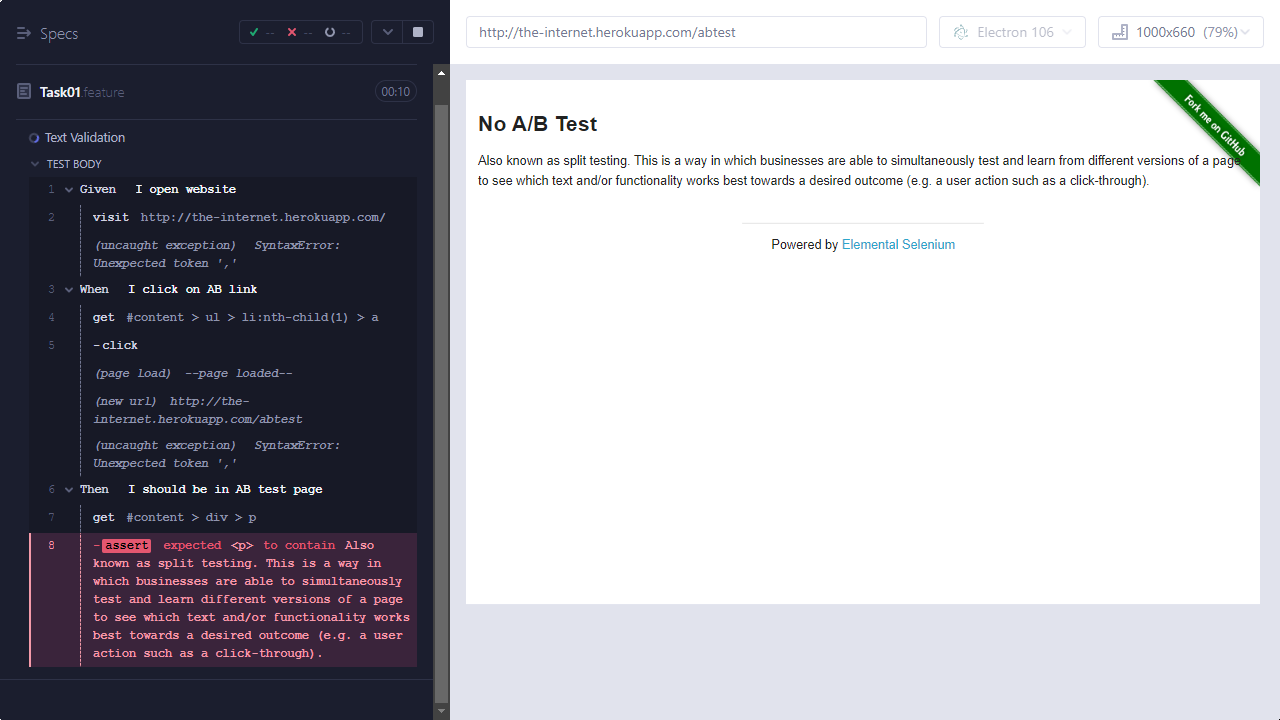 Specs
-- -- --
Task01 feature
00:10
Text Validation
TEST BODY
1 Given I open website
2 visit http://the-internet.herokuapp.com/
(uncaught exception) SyntaxError:
Unexpected token ','
3 When I click on AB link
4 get #content > ul > li:nth-child(1) > a
5 -click
(page load) --page loaded--
(new url) http://the-
internet.herokuapp.com/abtest
(uncaught exception) SyntaxError:
Unexpected token ','
6 Then I should be in AB test page
7 get #content > div > p
8 -assert expected <p> to contain Also
known as split testing. This is a way in
which businesses are able to simultaneously
test and learn different versions of a page
to see which text and/or functionality works
best towards a desired outcome (e.g. a user
action such as a click-through).
http://the-internet.herokuapp.com/abtest
Electron 106
1000x660 (79%)
Fork me on GitHub
No A/B Test
Also known as split testing. This is a way in which businesses are able to simultaneously test and learn from different versions of a page
to see which text and/or functionality works best towards a desired outcome (e.g. a user action such as a click-through).
Powered by Elemental Selenium